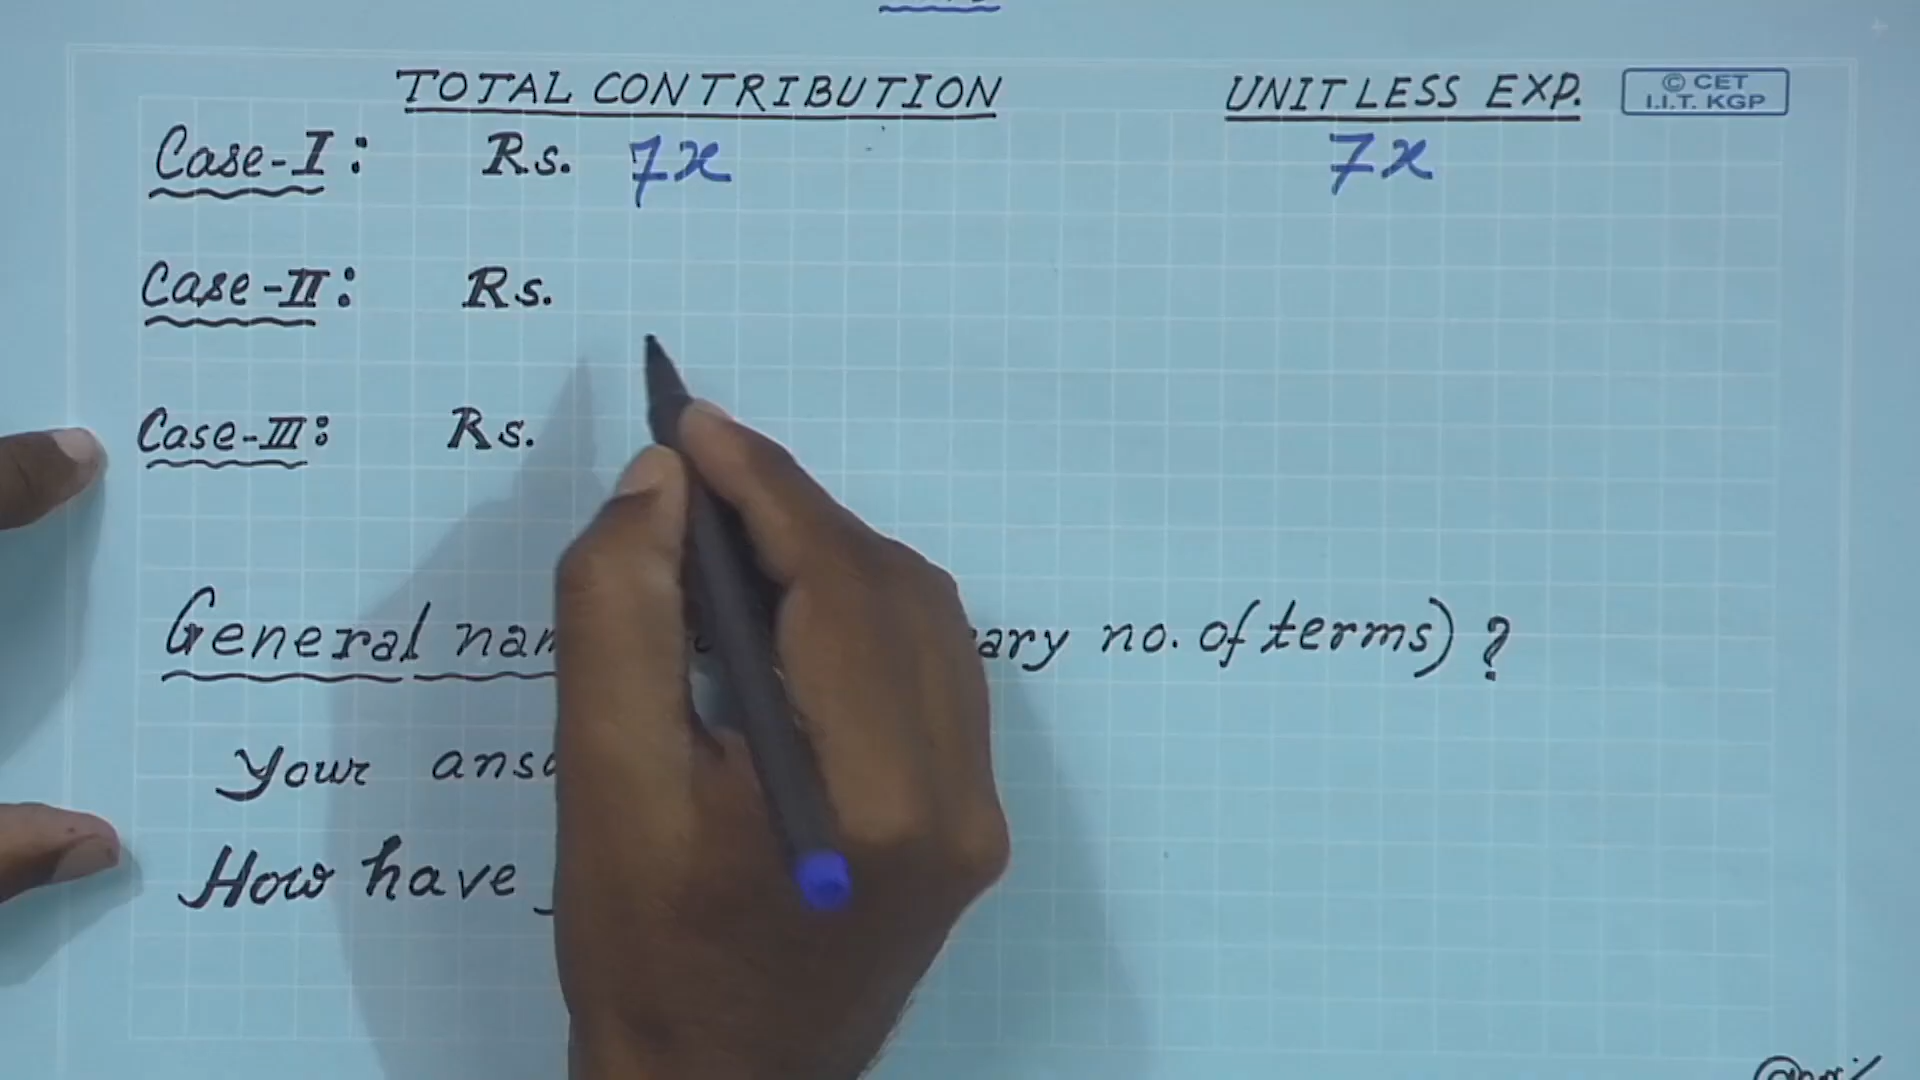 TOTAL CONTRIBUTION UNITLESS EXP.
© CET
I.I.T. KGP
Case-I: Rs. 7x 7x
Case-II: Rs.
Case-III: Rs.
General no. of terms) ?
Your
How have